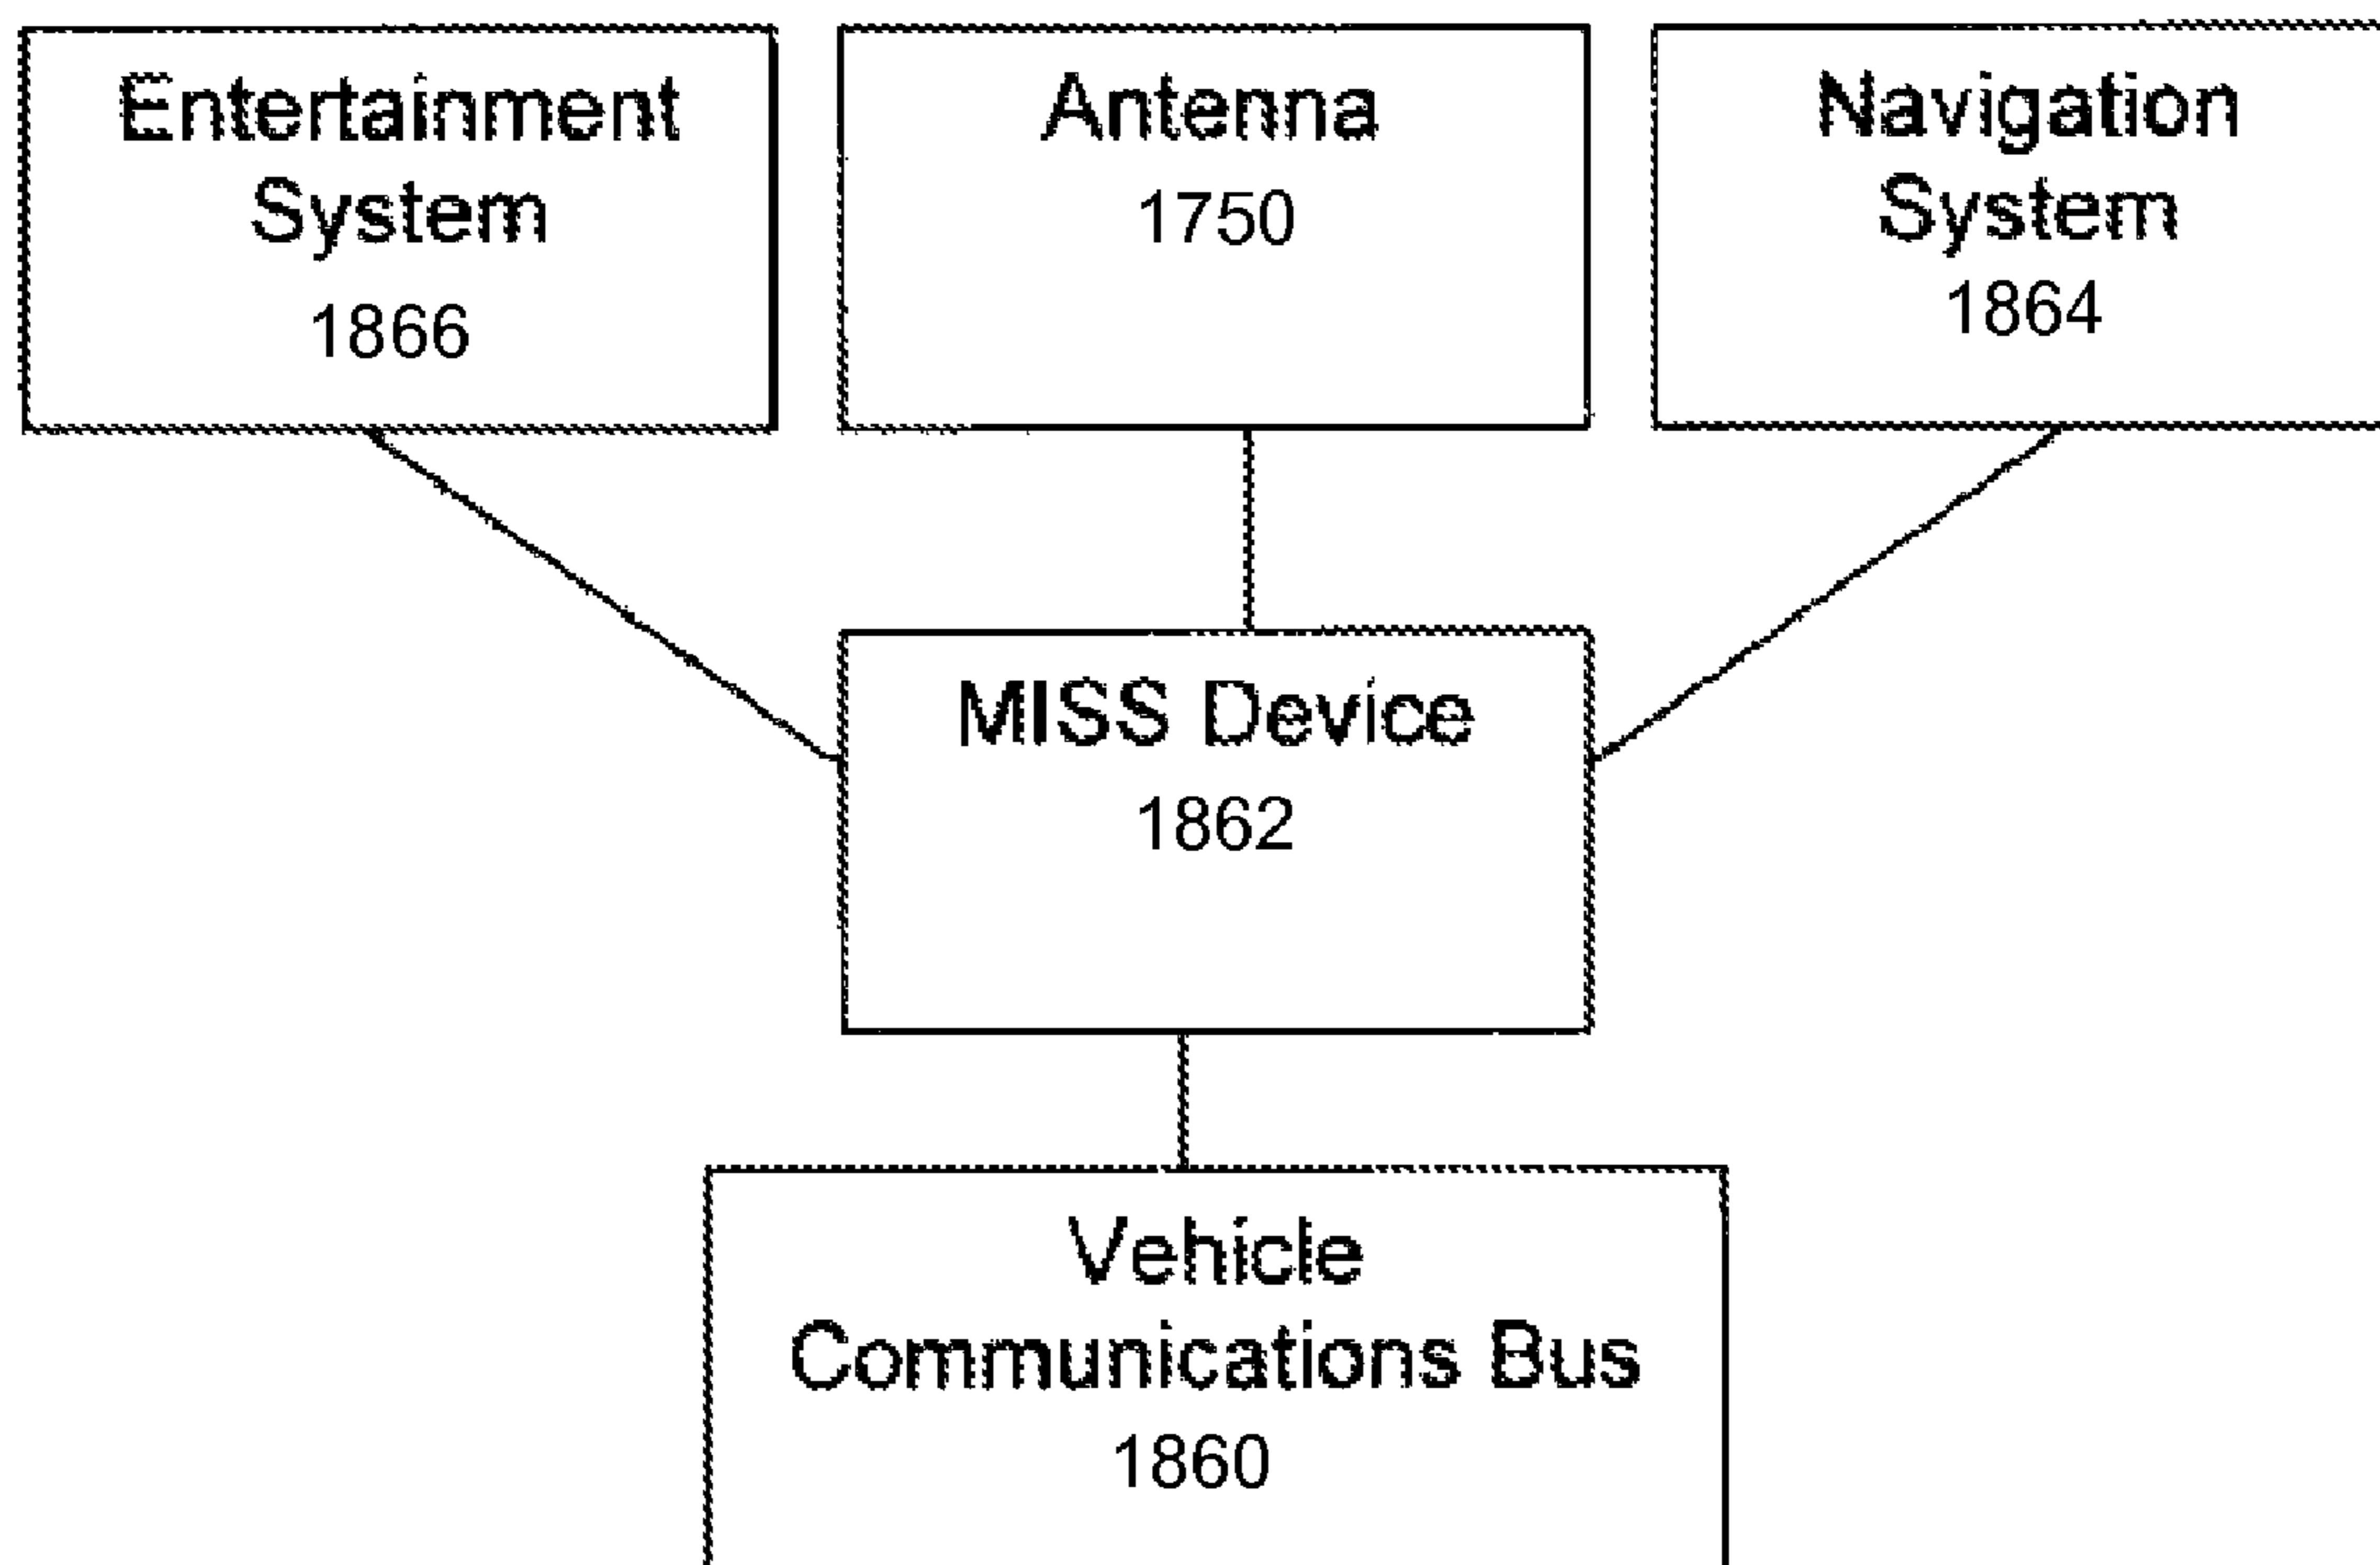 Entertainment
System
1866
Antenna
1750
Navigation
System
1864
MISS Device
1862
Vehicle
Communications Bus
1860